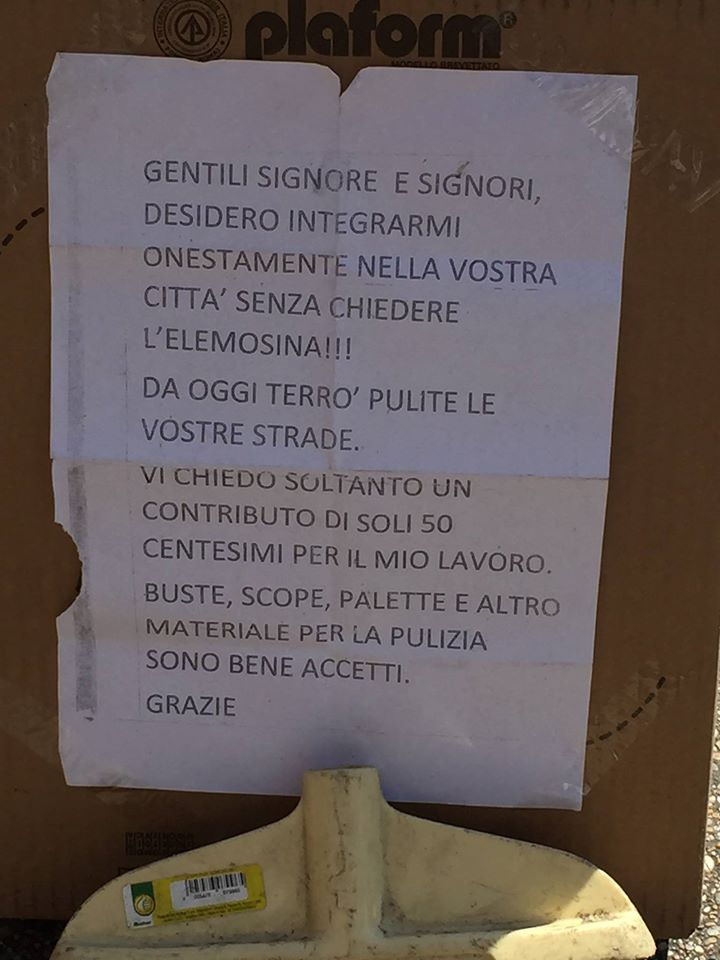 plaform®
MODELLO BREVETTATO
GENTILI SIGNORE E SIGNORI,
DESIDERO INTEGRARMI
ONESTAMENTE NELLA VOSTRA
CITTA' SENZA CHIEDERE
L'ELEMOSINA!!!
DA OGGI TERRO' PULITE LE
VOSTRE STRADE.
VI CHIEDO SOLTANTO UN
CONTRIBUTO DI SOLI 50
CENTESIMI PER IL MIO LAVORO.
BUSTE, SCOPE, PALETTE E ALTRO
MATERIALE PER LA PULIZIA
SONO BENE ACCETTI.
GRAZIE